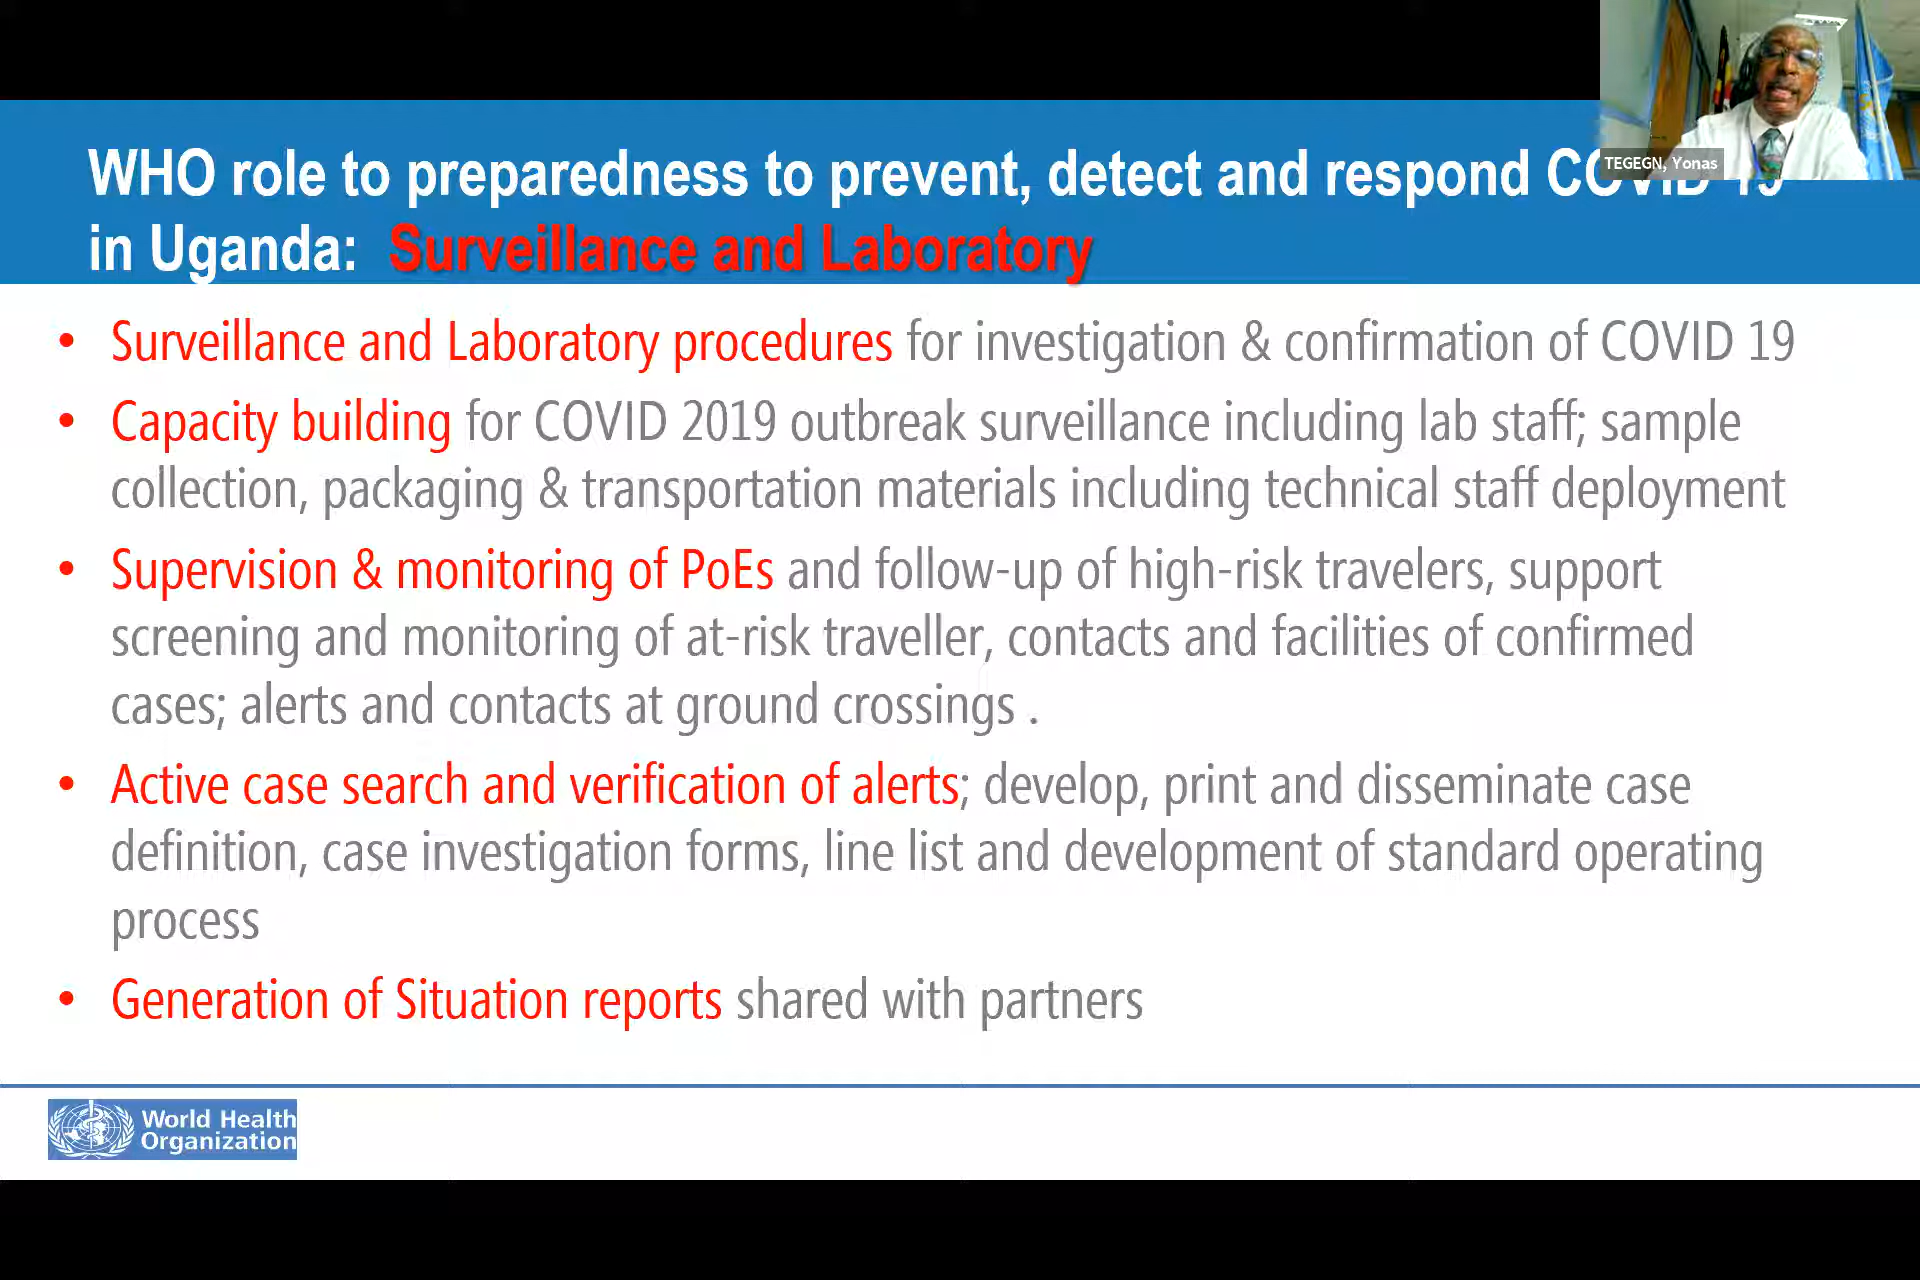 WHO role to preparedness to prevent, detect and respond COVID 19
in Uganda: Surveillance and Laboratory
TEGEGN, Yonas
• Surveillance and Laboratory procedures for investigation & confirmation of COVID 19
• Capacity building for COVID 2019 outbreak surveillance including lab staff; sample
collection, packaging & transportation materials including technical staff deployment
• Supervision & monitoring of PoEs and follow-up of high-risk travelers, support
screening and monitoring of at-risk traveller, contacts and facilities of confirmed
cases; alerts and contacts at ground crossings .
• Active case search and verification of alerts; develop, print and disseminate case
definition, case investigation forms, line list and development of standard operating
process
• Generation of Situation reports shared with partners
World Health
Organization